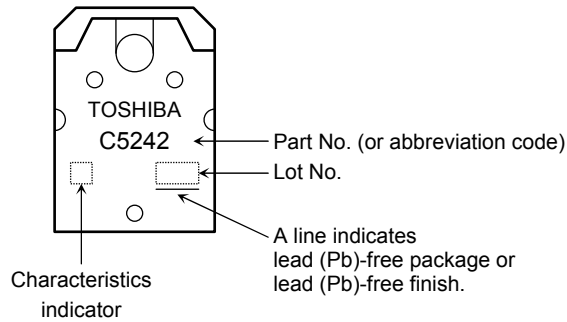 TOSHIBA
C5242
Part No. (or abbreviation code)
Lot No.
A line indicates
lead (Pb)-free package or
lead (Pb)-free finish.
Characteristics
indicator